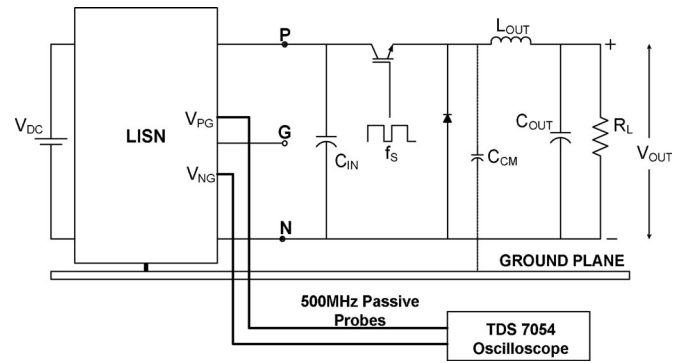 P
L_OUT
+
V_DC
LISN
V_PG
G
V_NG
C_IN
f_S
C_CM
C_OUT
R_L
V_OUT
N
−
GROUND PLANE
500MHz Passive
Probes
TDS 7054
Oscilloscope